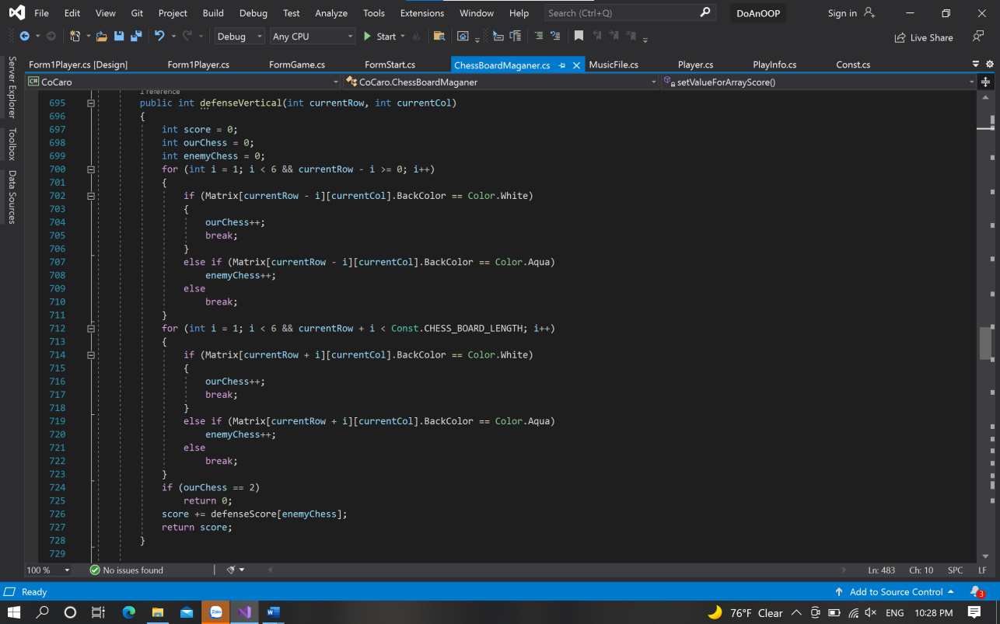 File Edit View Git Project Build Debug Test Analyze Tools Extensions Window Help Search (Ctrl+Q) DoAnOOP Sign in
Debug Any CPU Start Live Share
Form1Player.cs [Design] Form1Player.cs FormGame.cs FormStart.cs ChessBoardMaganer.cs MusicFile.cs Player.cs PlayInfo.cs Const.cs
C# CoCaro CoCaro.ChessBoardMaganer setValueForArrayScore()
Server Explorer
Toolbox
Data Sources
1 reference
695 public int defenseVertical(int currentRow, int currentCol)
696 {
697 int score = 0;
698 int ourChess = 0;
699 int enemyChess = 0;
700 for (int i = 1; i < 6 && currentRow - i >= 0; i++)
701 {
702 if (Matrix[currentRow - i][currentCol].BackColor == Color.White)
703 {
704 ourChess++;
705 break;
706 }
707 else if (Matrix[currentRow - i][currentCol].BackColor == Color.Aqua)
708 enemyChess++;
709 else
710 break;
711 }
712 for (int i = 1; i < 6 && currentRow + i < Const.CHESS_BOARD_LENGTH; i++)
713 {
714 if (Matrix[currentRow + i][currentCol].BackColor == Color.White)
715 {
716 ourChess++;
717 break;
718 }
719 else if (Matrix[currentRow + i][currentCol].BackColor == Color.Aqua)
720 enemyChess++;
721 else
722 break;
723 }
724 if (ourChess == 2)
725 return 0;
726 score += defenseScore[enemyChess];
727 return score;
728 }
729
100 % No issues found Ln: 483 Ch: 10 SPC LF
Ready Add to Source Control 3
Zalo W 76°F Clear ENG 10:28 PM